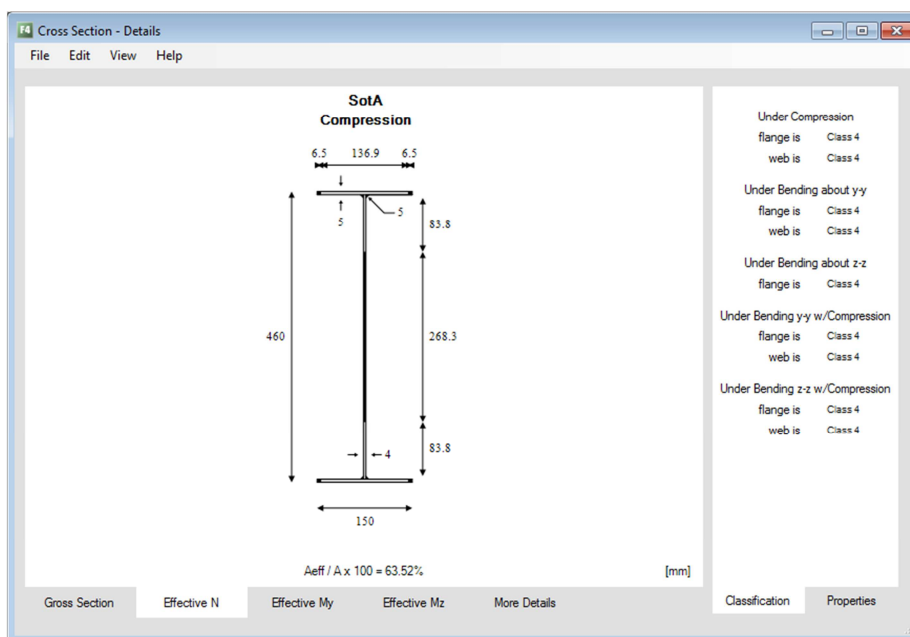 F4 Cross Section - Details
File Edit View Help
SotA
Compression
6.5 136.9 6.5
5
5
83.8
460
268.3
4
83.8
150
Aeff / A x 100 = 63.52%
[mm]
Under Compression
flange is Class 4
web is Class 4
Under Bending about y-y
flange is Class 4
web is Class 4
Under Bending about z-z
flange is Class 4
Under Bending y-y w/Compression
flange is Class 4
web is Class 4
Under Bending z-z w/Compression
flange is Class 4
web is Class 4
Gross Section Effective N Effective My Effective Mz More Details
Classification Properties